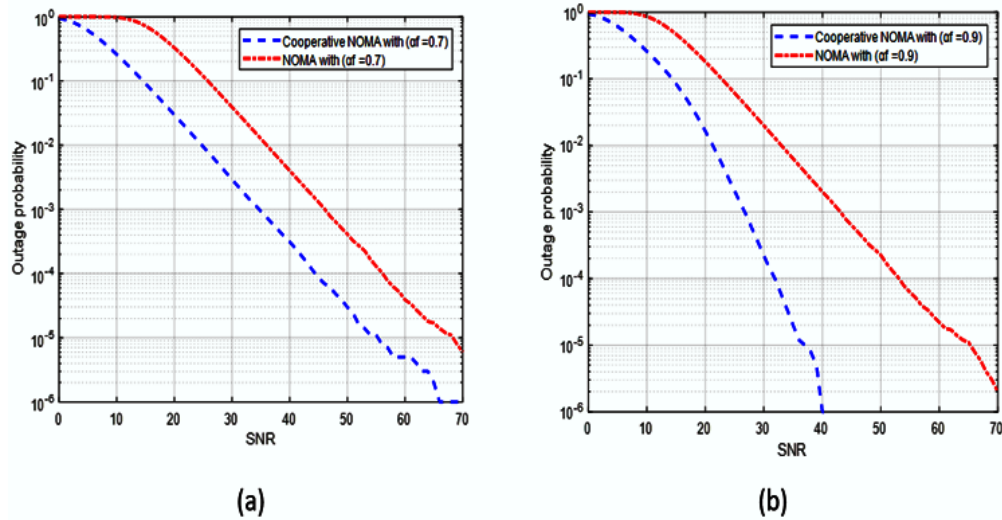 Outage probability
10^0
10^-1
10^-2
10^-3
10^-4
10^-5
10^-6
Cooperative NOMA with (αf =0.7)
NOMA with (αf =0.7)
0 10 20 30 40 50 60 70
SNR
(a)
Outage probability
10^0
10^-1
10^-2
10^-3
10^-4
10^-5
10^-6
Cooperative NOMA with (αf =0.9)
NOMA with (αf =0.9)
0 10 20 30 40 50 60 70
SNR
(b)